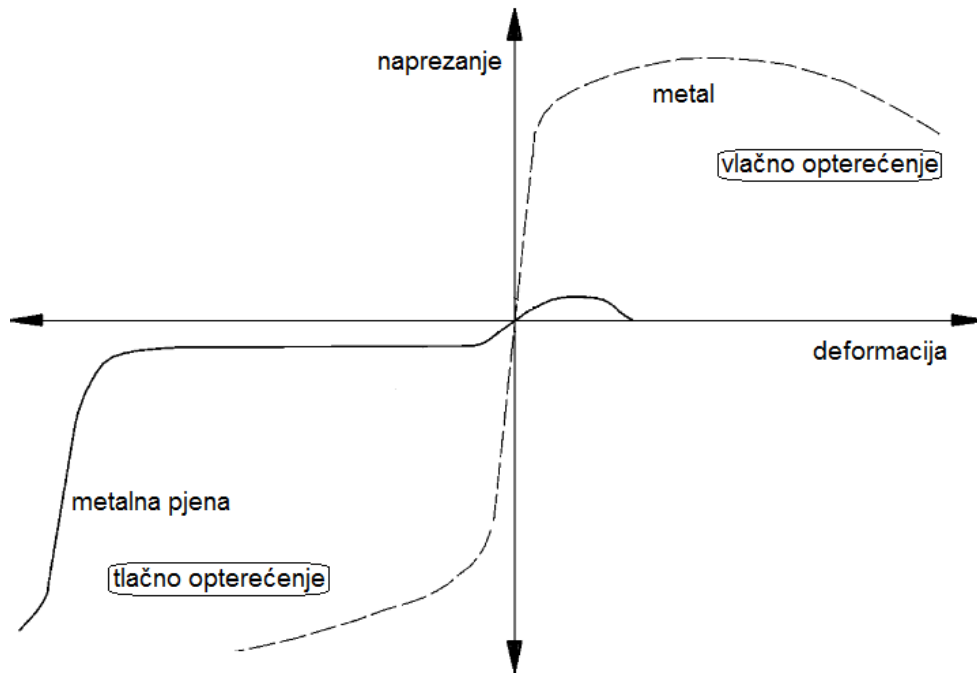 naprezanje
metal
vlačno opterećenje
deformacija
metalna pjena
tlačno opterećenje